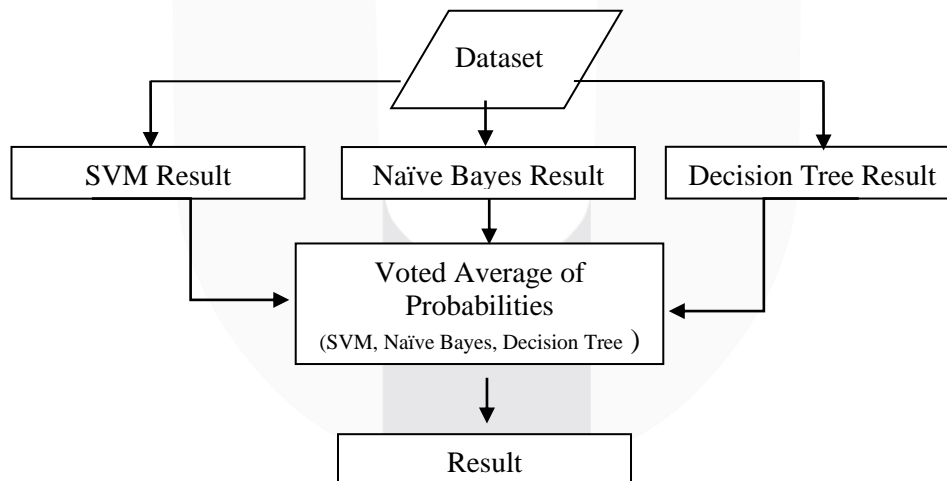 Dataset
SVM Result
Naïve Bayes Result
Decision Tree Result
Voted Average of
Probabilities
(SVM, Naïve Bayes, Decision Tree )
Result